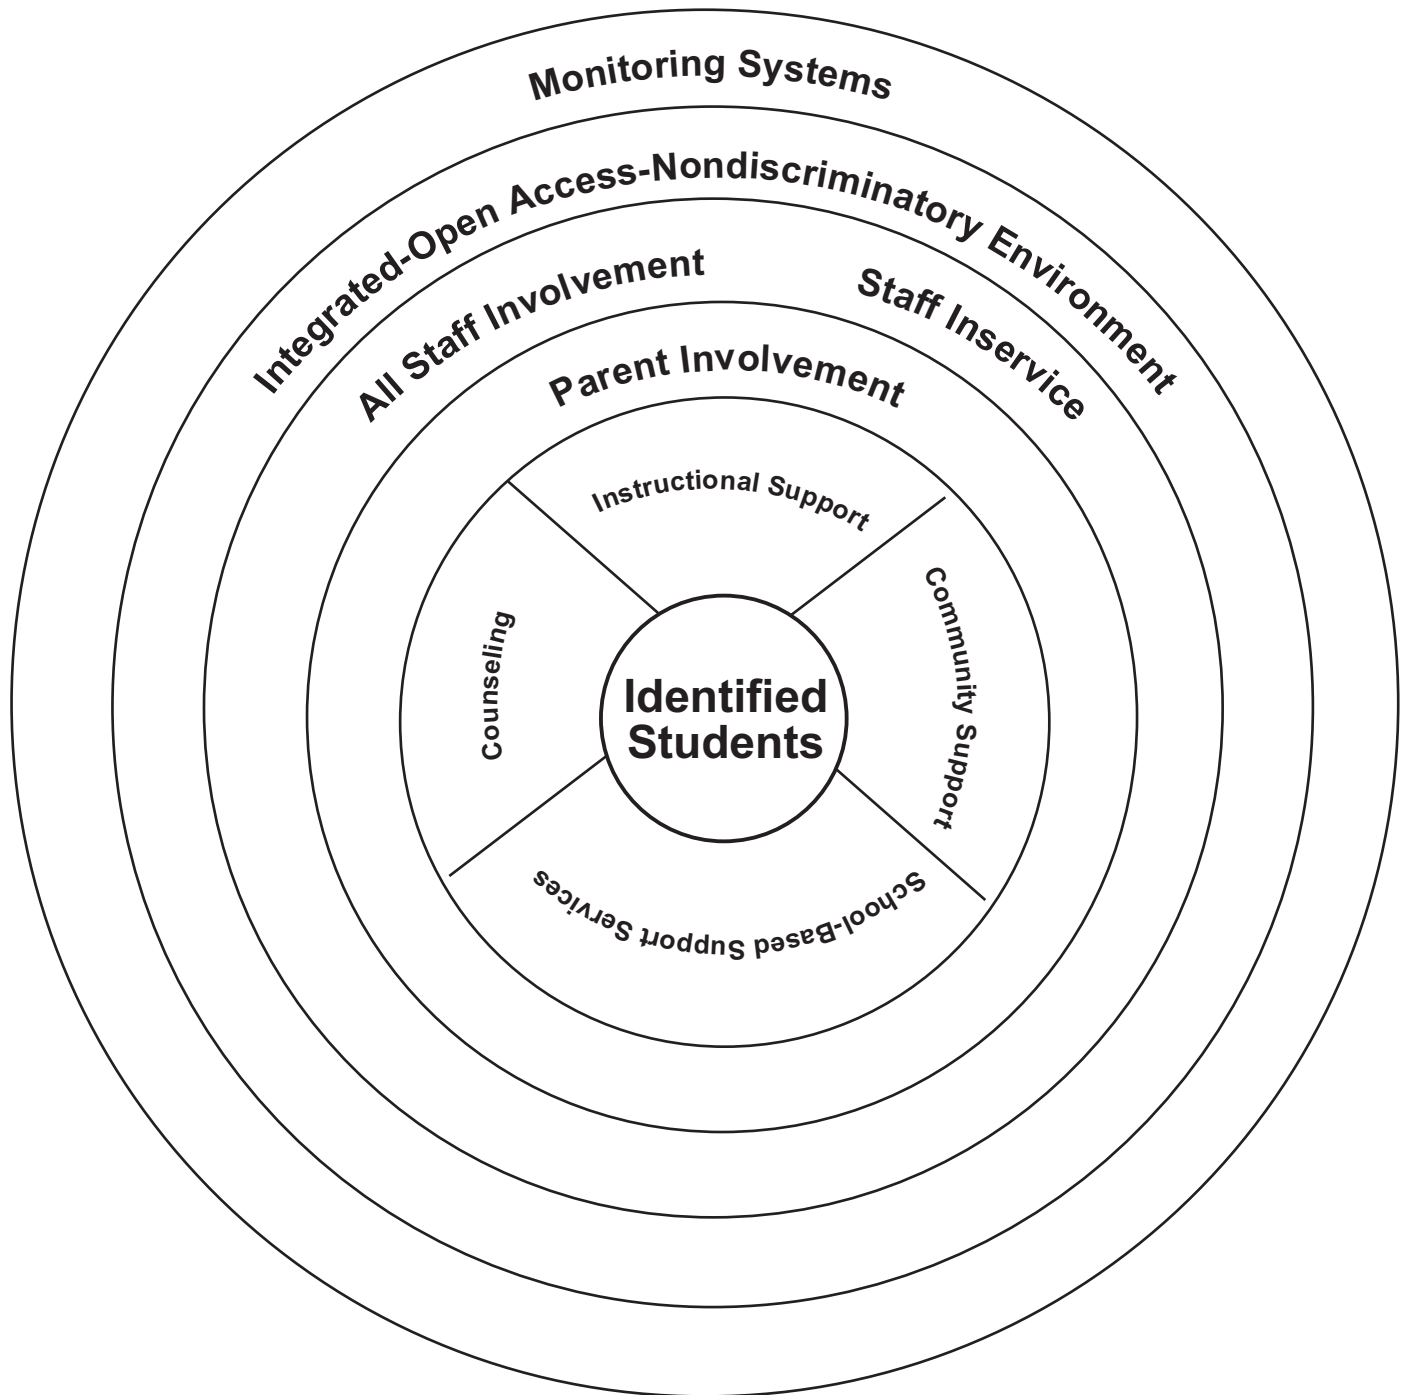 Monitoring Systems
Integrated-Open Access-Nondiscriminatory Environment
All Staff Involvement
Staff Inservice
Parent Involvement
Instructional Support
Community Support
School-Based Support Services
Counseling
Identified
Students